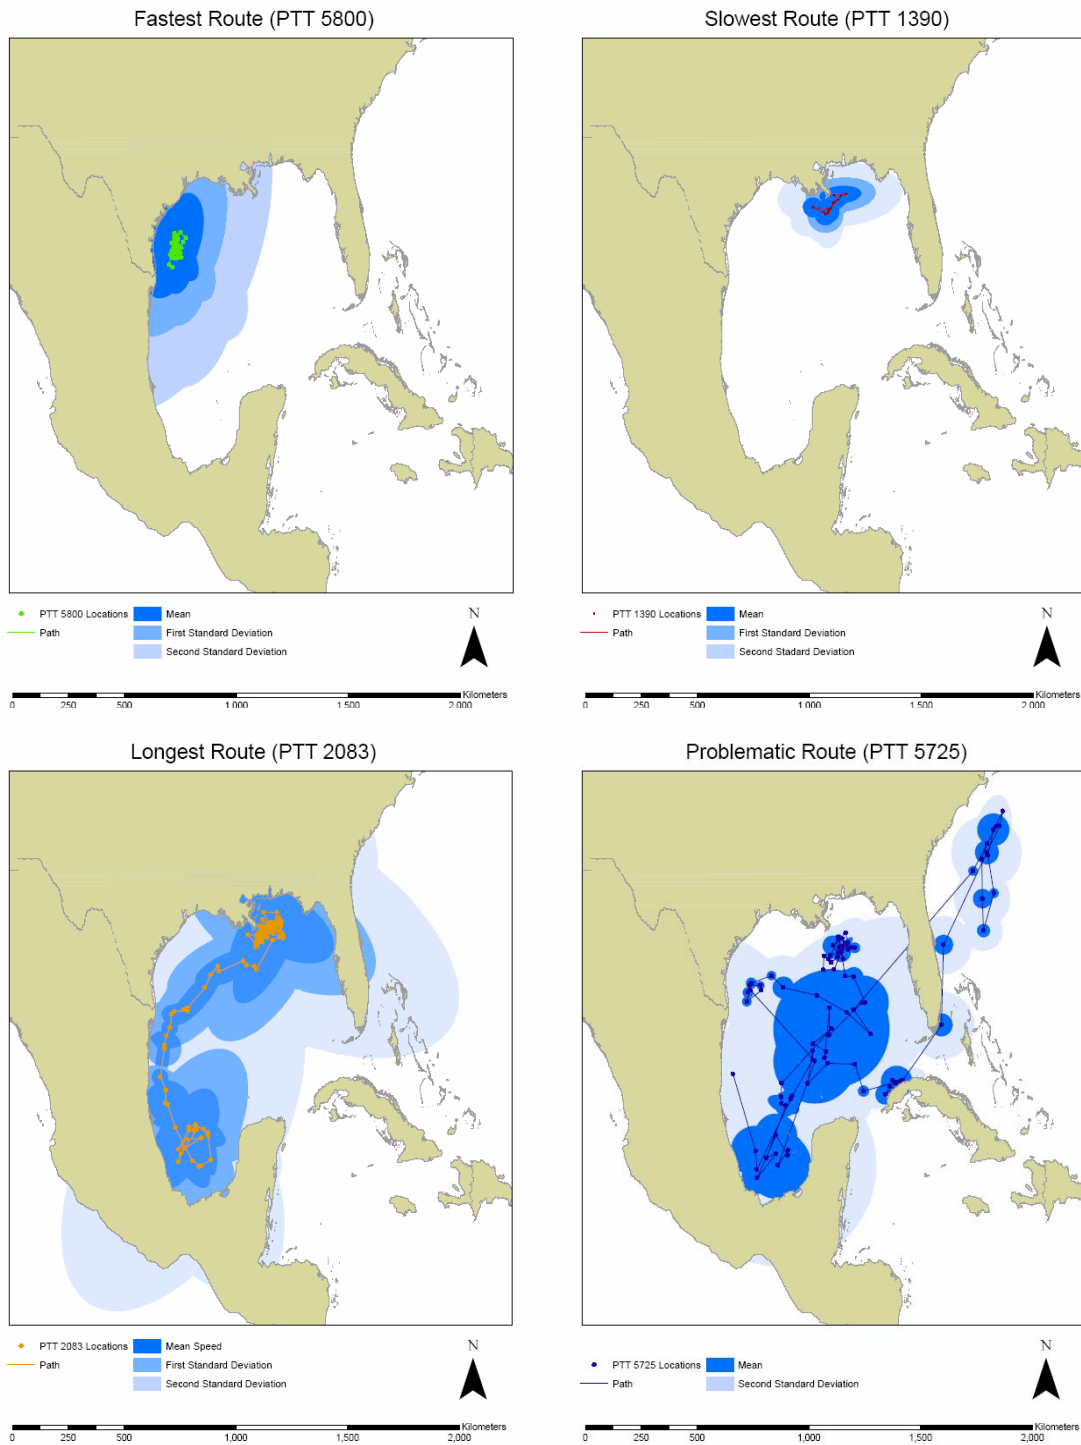 Fastest Route (PTT 5800)
Slowest Route (PTT 1390)
PTT 5800 Locations
Mean
Path
First Standard Deviation
Second Standard Deviation
N
0 250 500 1,000 1,500 2,000 Kilometers
PTT 1390 Locations
Mean
Path
First Standard Deviation
Second Stadard Deviation
N
0 250 500 1,000 1,500 2,000 Kilometers
Longest Route (PTT 2083)
Problematic Route (PTT 5725)
PTT 2083 Locations
Mean Speed
Path
First Standard Deviation
Second Standard Deviation
N
0 250 500 1,000 1,500 2,000 Kilometers
PTT 5725 Locations
Mean
Path
Second Standard Deviation
N
0 250 500 1,000 1,500 2,000 Kilometers